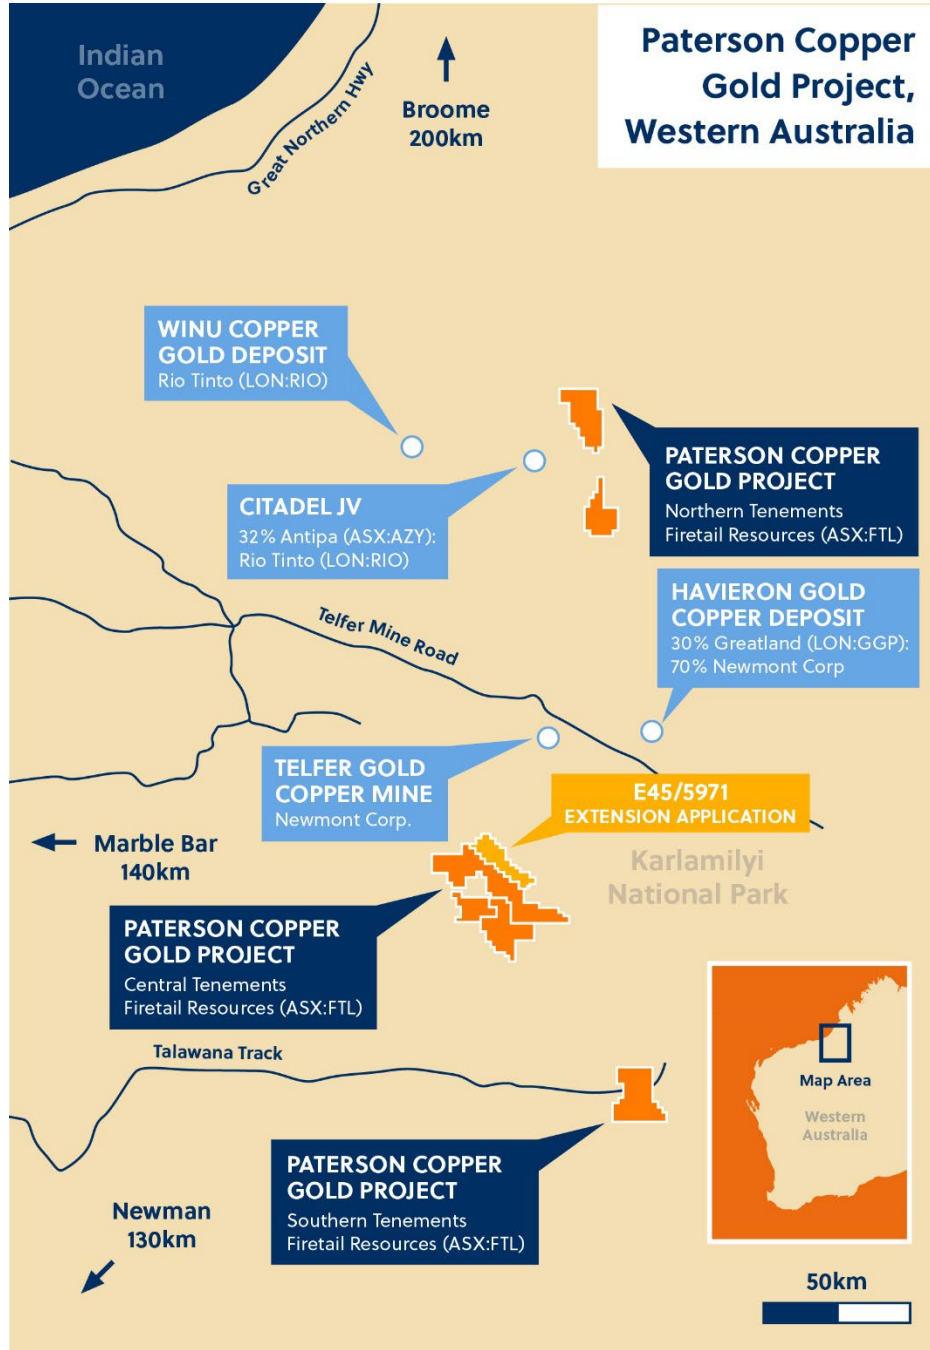 Paterson Copper
Gold Project,
Western Australia
Indian
Ocean
Great Northern Hwy
Broome
200km
WINU COPPER
GOLD DEPOSIT
Rio Tinto (LON:RIO)
PATERSON COPPER
GOLD PROJECT
Northern Tenements
Firetail Resources (ASX:FTL)
CITADEL JV
32% Antipa (ASX:AZY):
Rio Tinto (LON:RIO)
HAVIERON GOLD
COPPER DEPOSIT
30% Greatland (LON:GGP):
70% Newmont Corp
Telfer Mine Road
TELFER GOLD
COPPER MINE
Newmont Corp.
E45/5971
EXTENSION APPLICATION
Marble Bar
140km
Karlamilyi
National Park
PATERSON COPPER
GOLD PROJECT
Central Tenements
Firetail Resources (ASX:FTL)
Talawana Track
Map Area
Western
Australia
PATERSON COPPER
GOLD PROJECT
Southern Tenements
Firetail Resources (ASX:FTL)
Newman
130km
50km